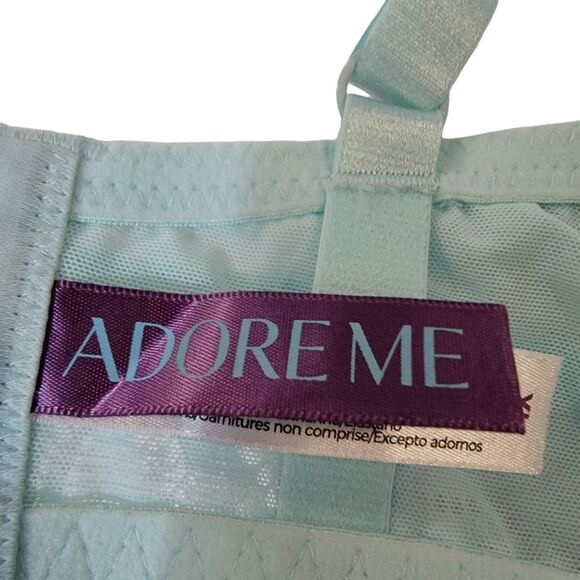 ADORE ME
/Garnitures non comprise/Excepto adornos